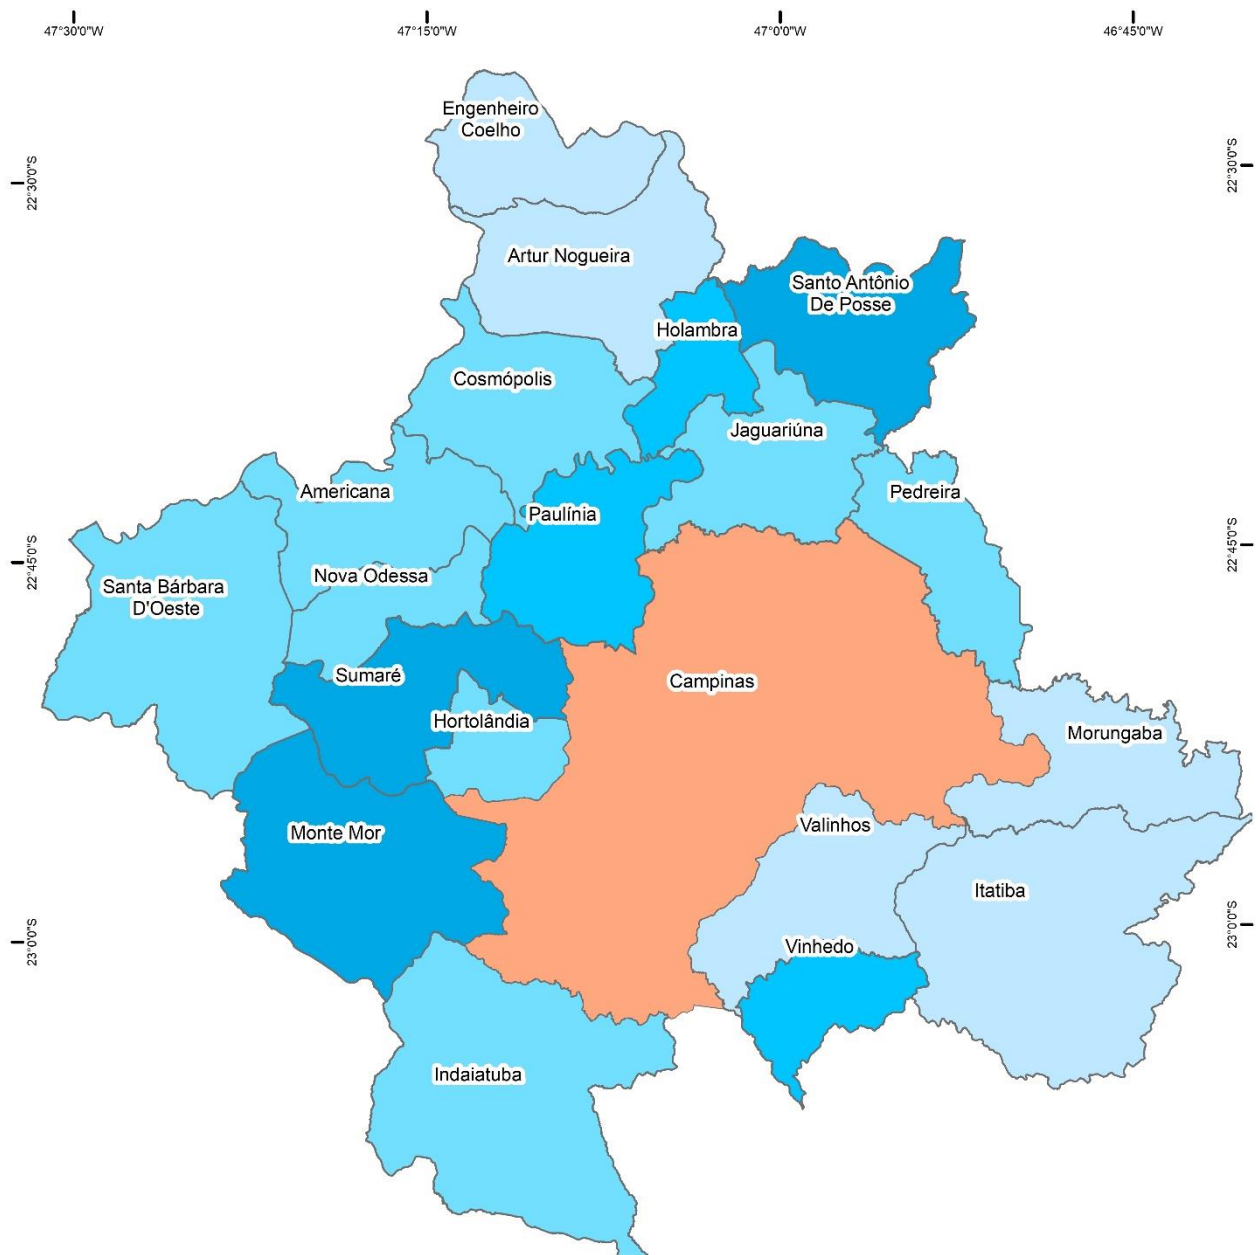 47°30'0"W
47°15'0"W
47°0'0"W
46°45'0"W
Engenheiro
Coelho
22°30'0"S
22°30'0"S
Artur Nogueira
Santo Antônio
De Posse
Holambra
Cosmópolis
Jaguariúna
Americana
Pedreira
Paulínia
22°45'0"S
22°45'0"S
Nova Odessa
Santa Bárbara
D'Oeste
Sumaré
Campinas
Hortolândia
Morungaba
Monte Mor
Valinhos
Itatiba
23°0'0"S
23°0'0"S
Vinhedo
Indaiatuba